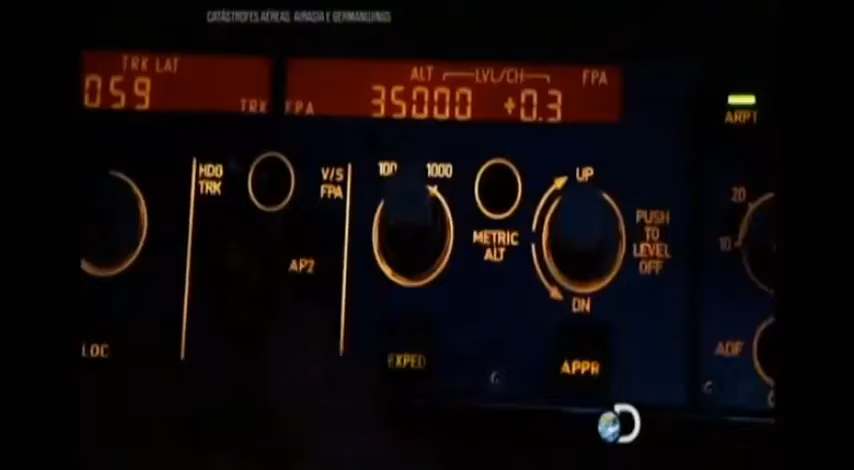 CATÁSTROFES AÉREAS: AIRASIA E GERMANWINGS
TRK LAT
059
TRK FPA
ALT LVL/CH FPA
35000 +0.3
ARPT
HDG
TRK
V/S
FPA
100 1000
METRIC
ALT
UP
DN
PUSH
TO
LEVEL
OFF
20
10
AP2
LOC
EXPED
APPR
ADF
D